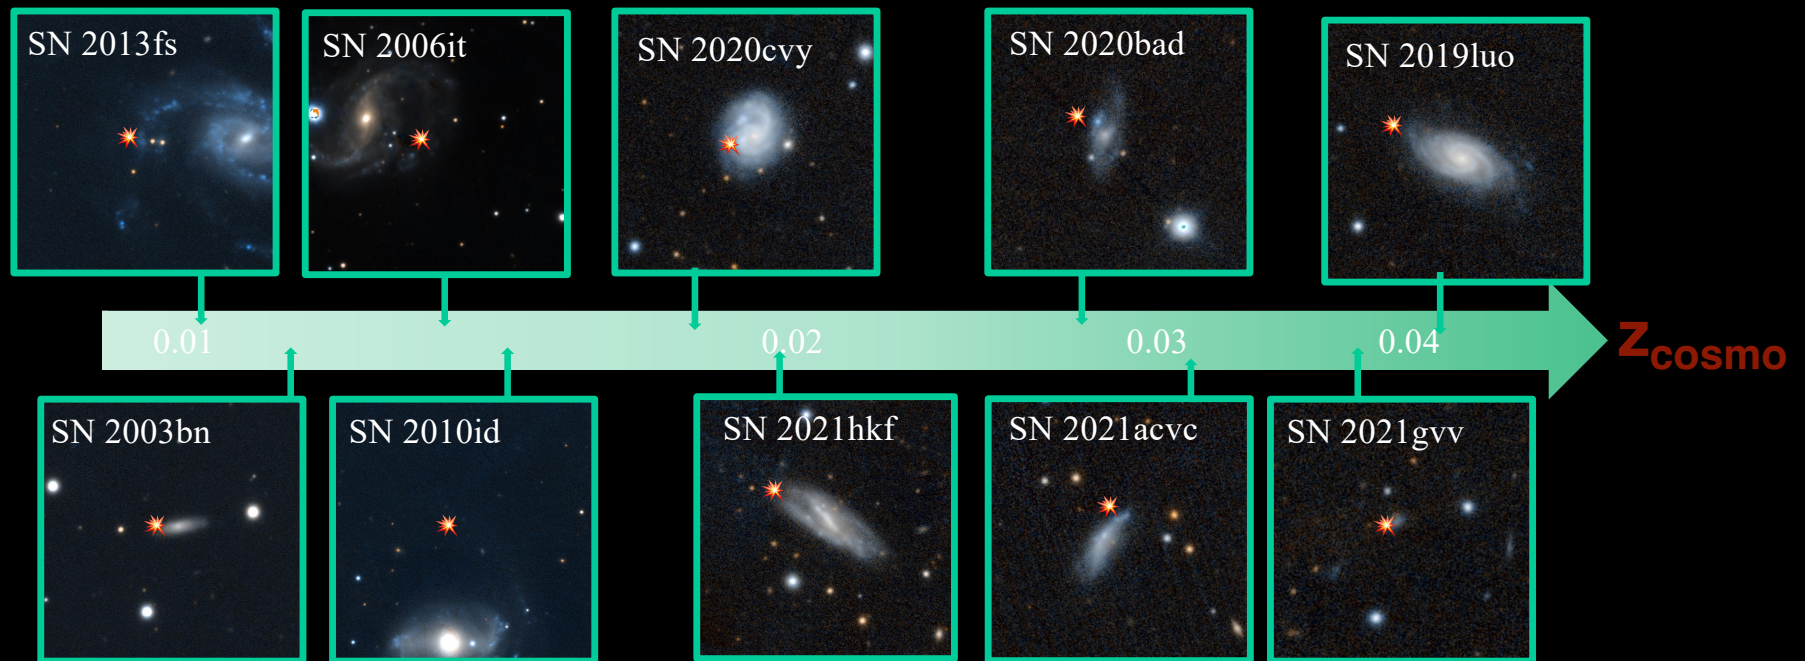 SN 2013fs
SN 2006it
SN 2020cvy
SN 2020bad
SN 2019luo
0.01
0.02
0.03
0.04
zcosmo
SN 2003bn
SN 2010id
SN 2021hkf
SN 2021acvc
SN 2021gvv